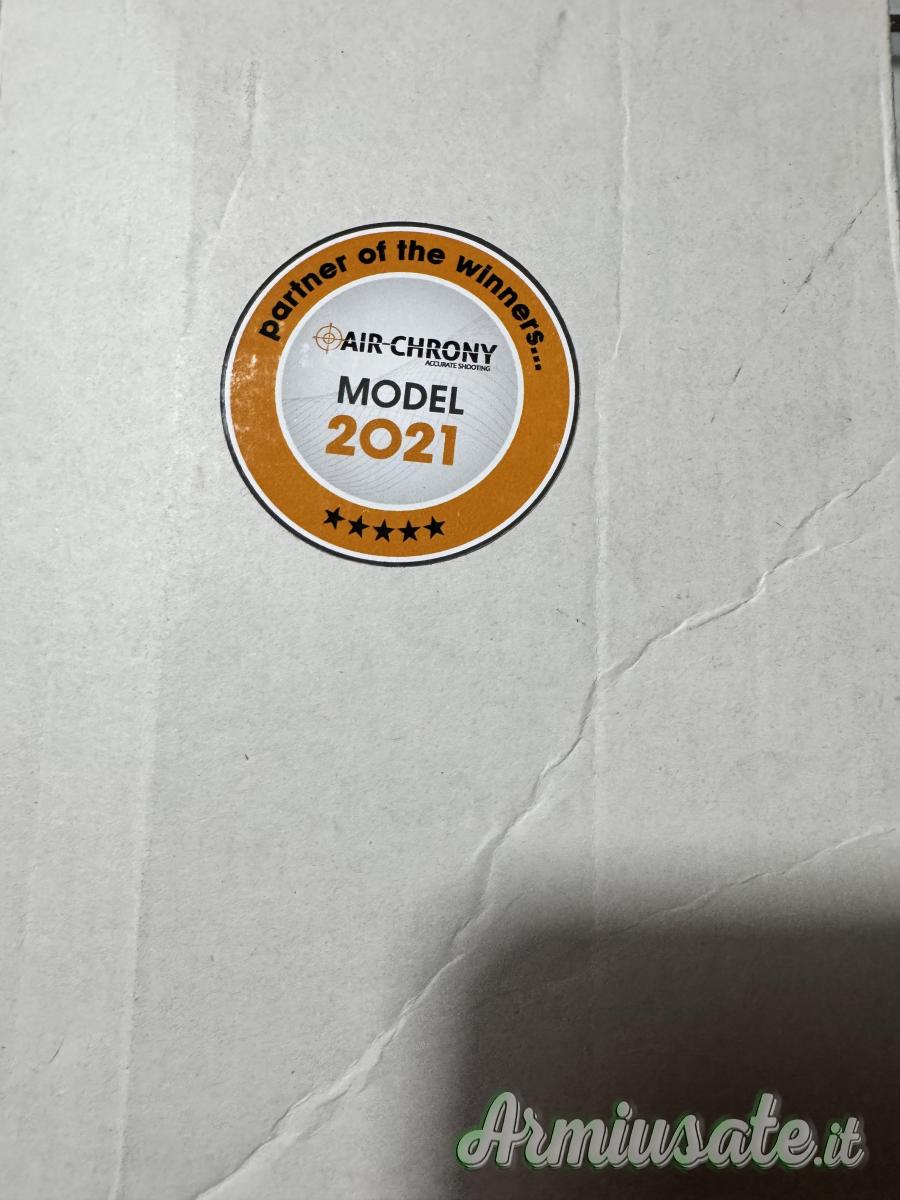 partner of the winners...
AIR CHRONY
ACCURATE SHOOTING
MODEL
2021
Armiusate.it